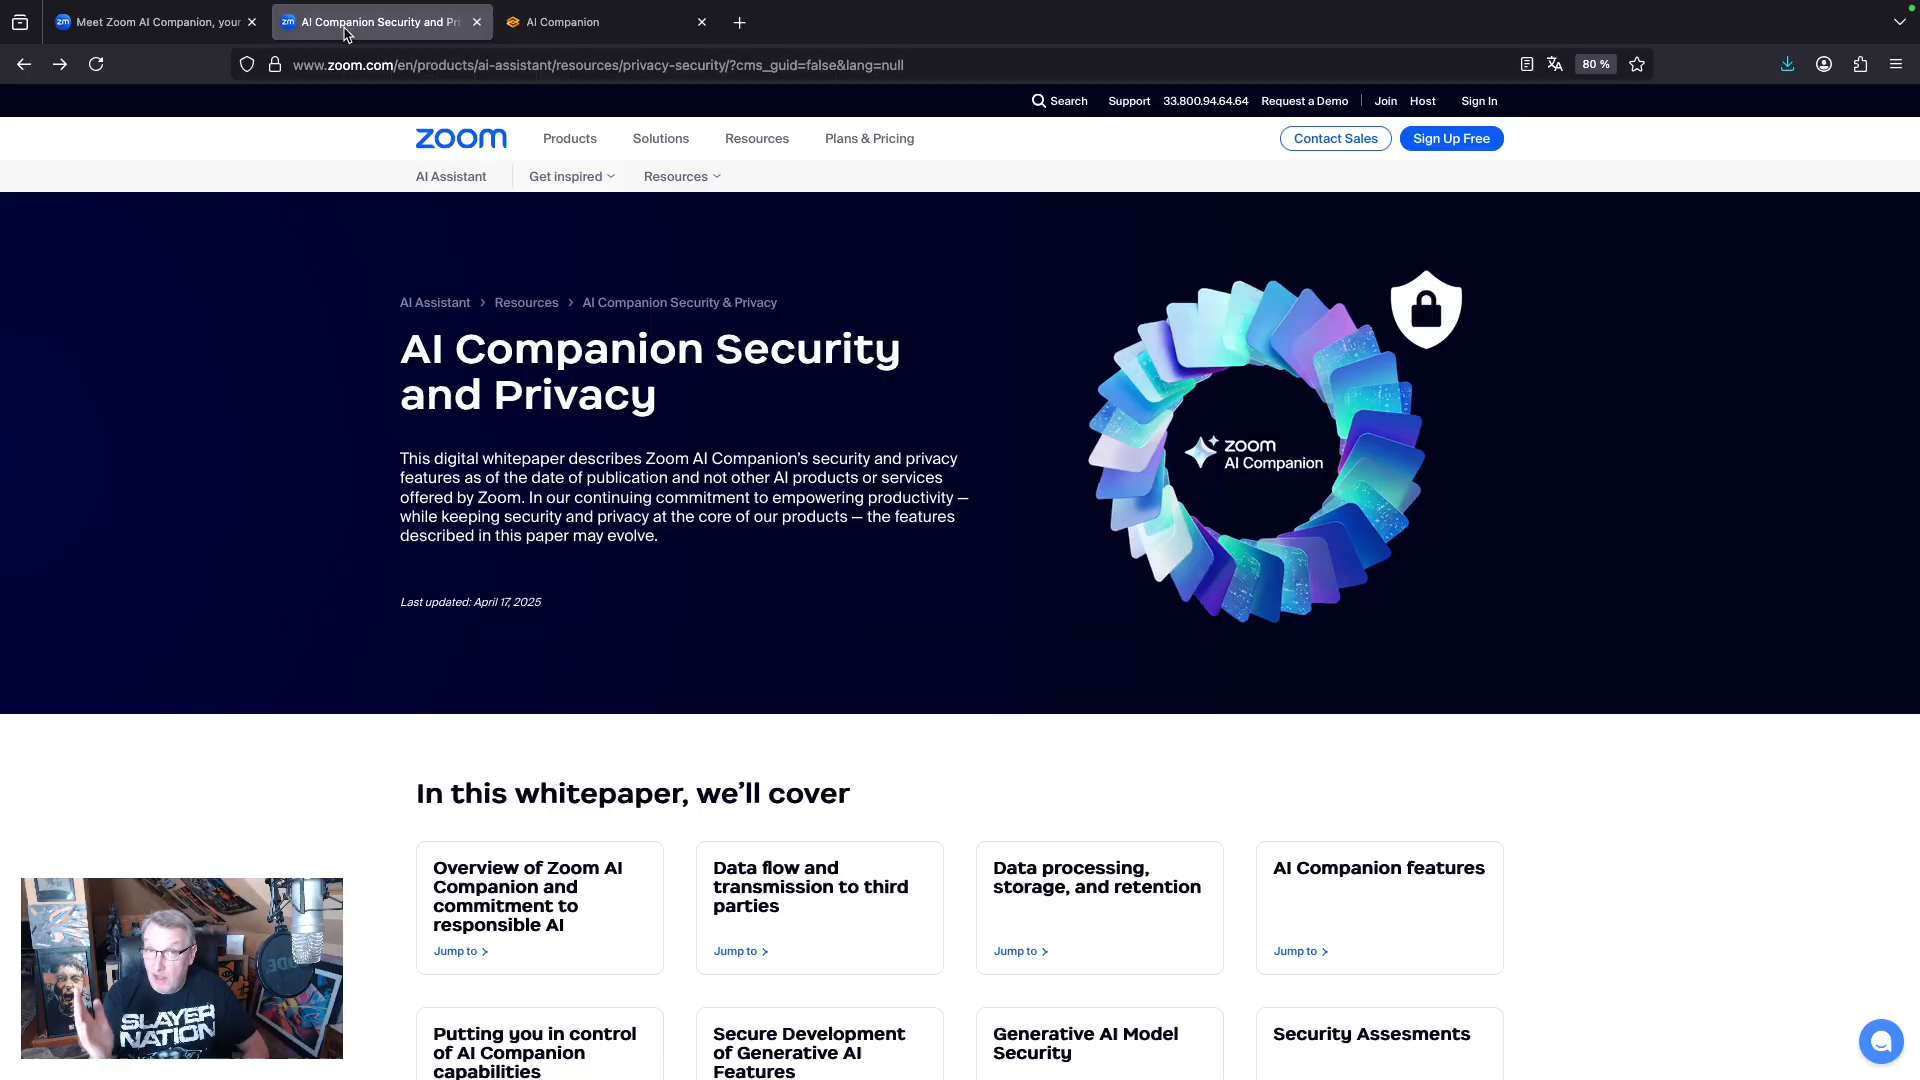 Meet Zoom AI Companion, your
AI Companion Security and Pri
AI Companion
www.zoom.com/en/products/ai-assistant/resources/privacy-security/?cms_guid=false&lang=null
80 %
Search
Support
33.800.94.64.64
Request a Demo
Join
Host
Sign In
zoom
Products
Solutions
Resources
Plans & Pricing
Contact Sales
Sign Up Free
AI Assistant
Get inspired
Resources
AI Assistant > Resources > AI Companion Security & Privacy
AI Companion Security
and Privacy
This digital whitepaper describes Zoom AI Companion’s security and privacy
features as of the date of publication and not other AI products or services
offered by Zoom. In our continuing commitment to empowering productivity —
while keeping security and privacy at the core of our products — the features
described in this paper may evolve.
Last updated: April 17, 2025
zoom
AI Companion
In this whitepaper, we’ll cover
Overview of Zoom AI
Companion and
commitment to
responsible AI
Jump to >
Data flow and
transmission to third
parties
Jump to >
Data processing,
storage, and retention
Jump to >
AI Companion features
Jump to >
Putting you in control
of AI Companion
capabilities
Secure Development
of Generative AI
Features
Generative AI Model
Security
Security Assesments
SLAYER
NATION